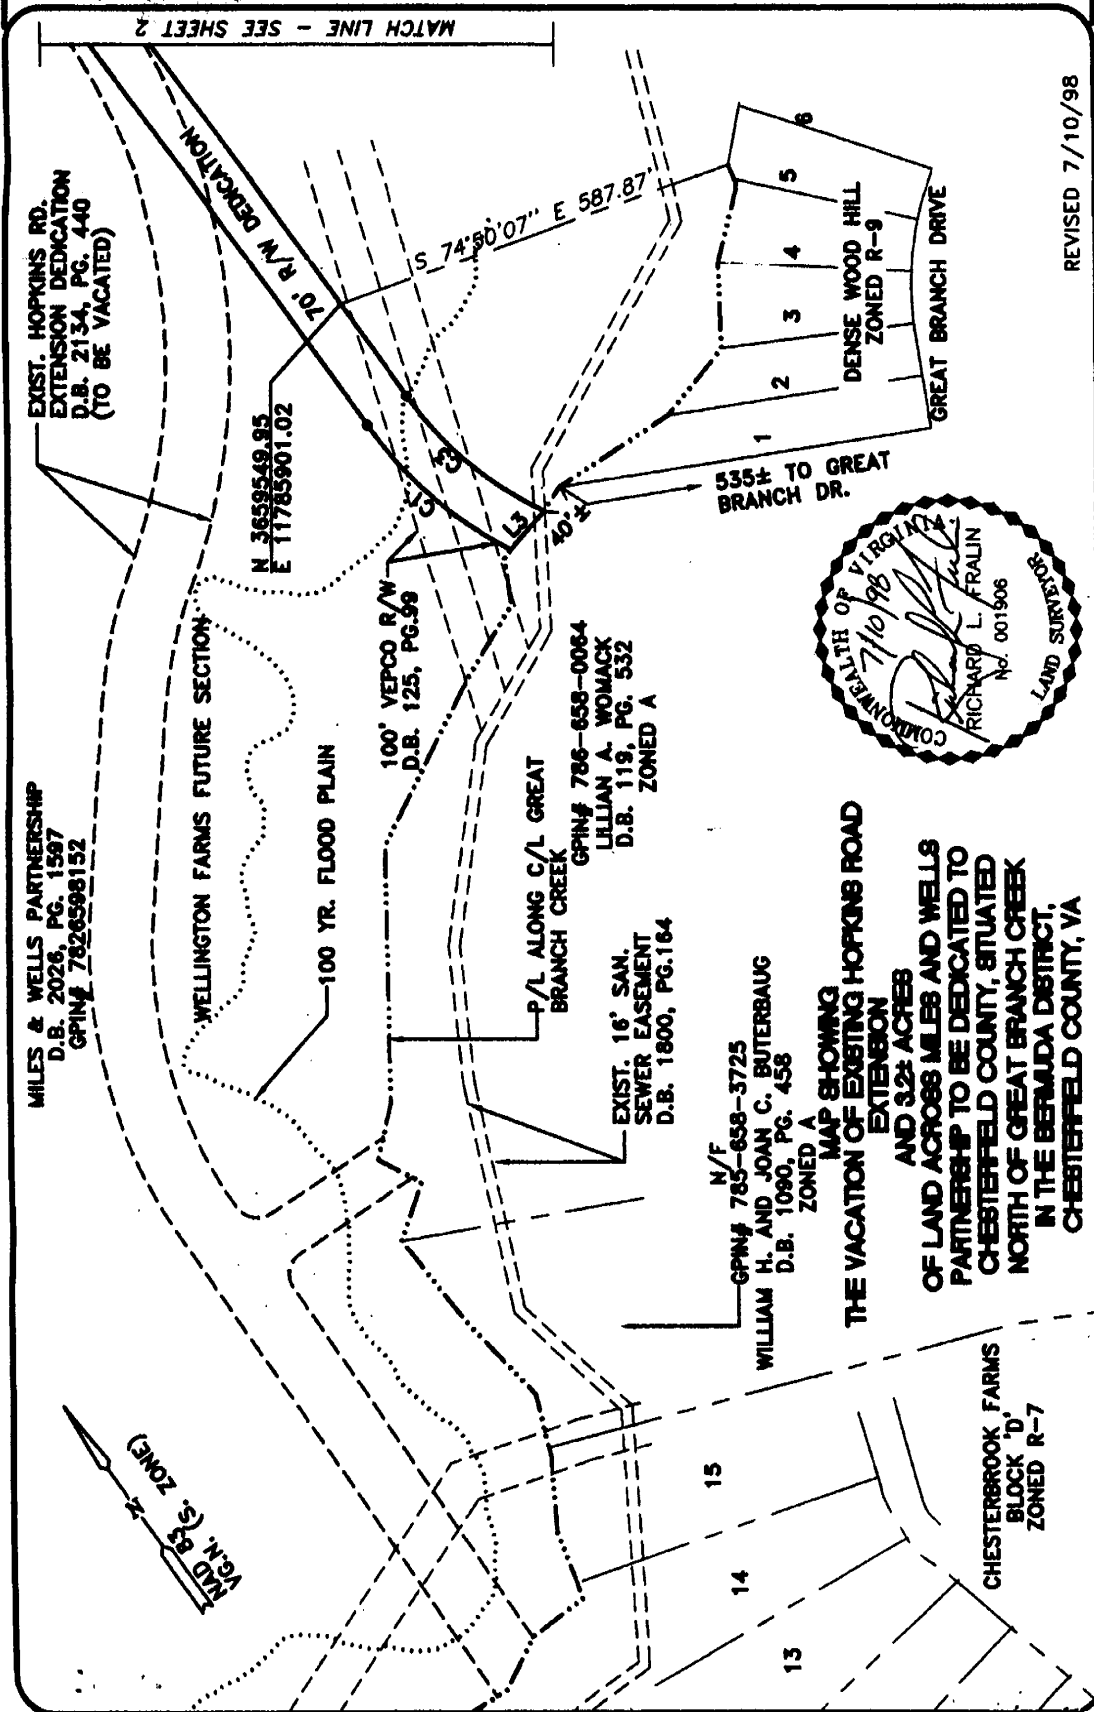 MATCH LINE - SEE SHEET 2
EXIST. HOPKINS RD.
EXTENSION DEDICATION
D.B. 2134, PG. 440
(TO BE VACATED)
70' R/W DEDICATION
N 3659549.95
E 11785901.02
S 74°50'07" E 587.87'
MILES & WELLS PARTNERSHIP
D.B. 2026, PG. 1597
GPIN# 7826598152
WELLINGTON FARMS FUTURE SECTION
100 YR. FLOOD PLAIN
100' VEPCO R/W
D.B. 125, PG.99
C1
C3
L3
40'±
535± TO GREAT
BRANCH DR.
1
2
3
4
5
6
DENSE WOOD HILL
ZONED R-9
GREAT BRANCH DRIVE
P/L ALONG C/L GREAT
BRANCH CREEK
GPIN# 786-658-0064
LILLIAN A. WOMACK
D.B. 119, PG. 532
ZONED A
EXIST. 16' SAN.
SEWER EASEMENT
D.B. 1800, PG.164
N/F
GPIN# 785-658-3725
WILLIAM H. AND JOAN C. BUTERBAUG
D.B. 1090, PG. 458
ZONED A
NAD 83
VG.N. (S. ZONE)
N
13
14
15
CHESTERBROOK FARMS
BLOCK 'D'
ZONED R-7
MAP SHOWING
THE VACATION OF EXISTING HOPKINS ROAD
EXTENSION
AND 3.2± ACRES
OF LAND ACROSS MILES AND WELLS
PARTNERSHIP TO BE DEDICATED TO
CHESTERFIELD COUNTY, SITUATED
NORTH OF GREAT BRANCH CREEK
IN THE BERMUDA DISTRICT,
CHESTERFIELD COUNTY, VA
COMMONWEALTH OF VIRGINIA
7/10/98
RICHARD L. FRALIN
No. 001906
LAND SURVEYOR
REVISED 7/10/98